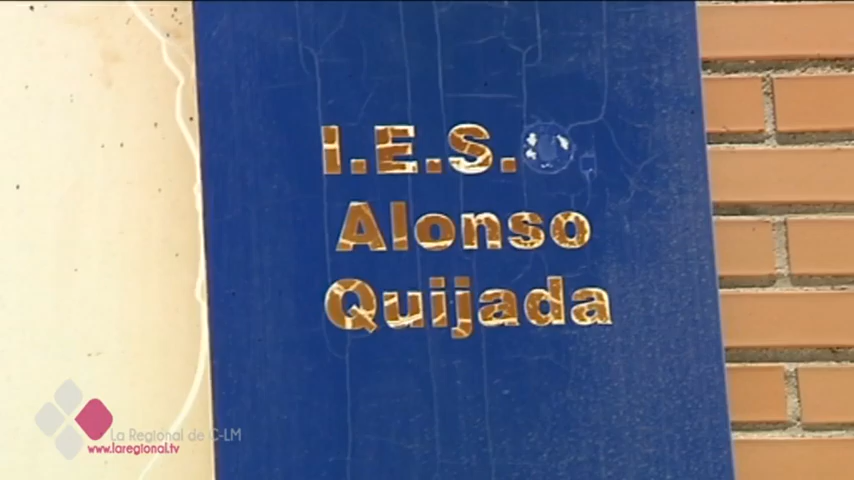 I.E.S.
Alonso
Quijada
La Regional de C-LM
www.laregional.tv